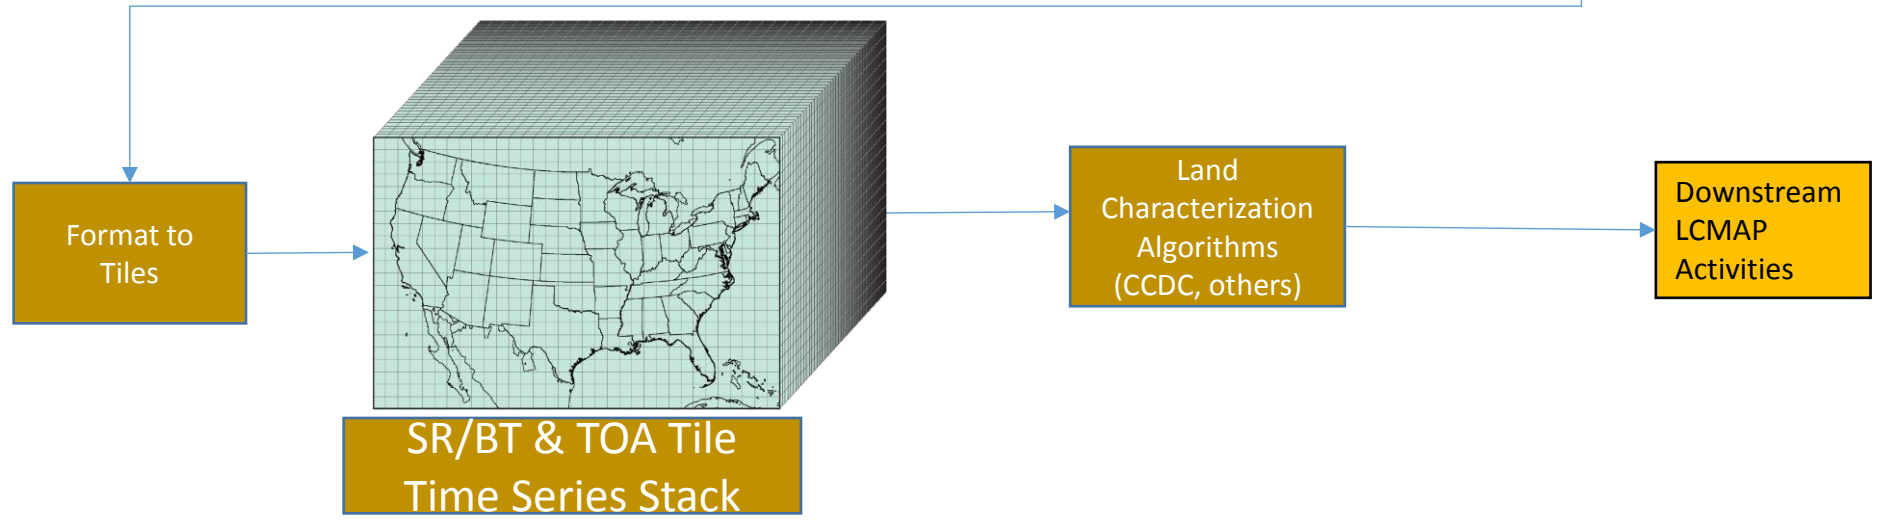 Format to
Tiles
SR/BT & TOA Tile
Time Series Stack
Land
Characterization
Algorithms
(CCDC, others)
Downstream
LCMAP
Activities